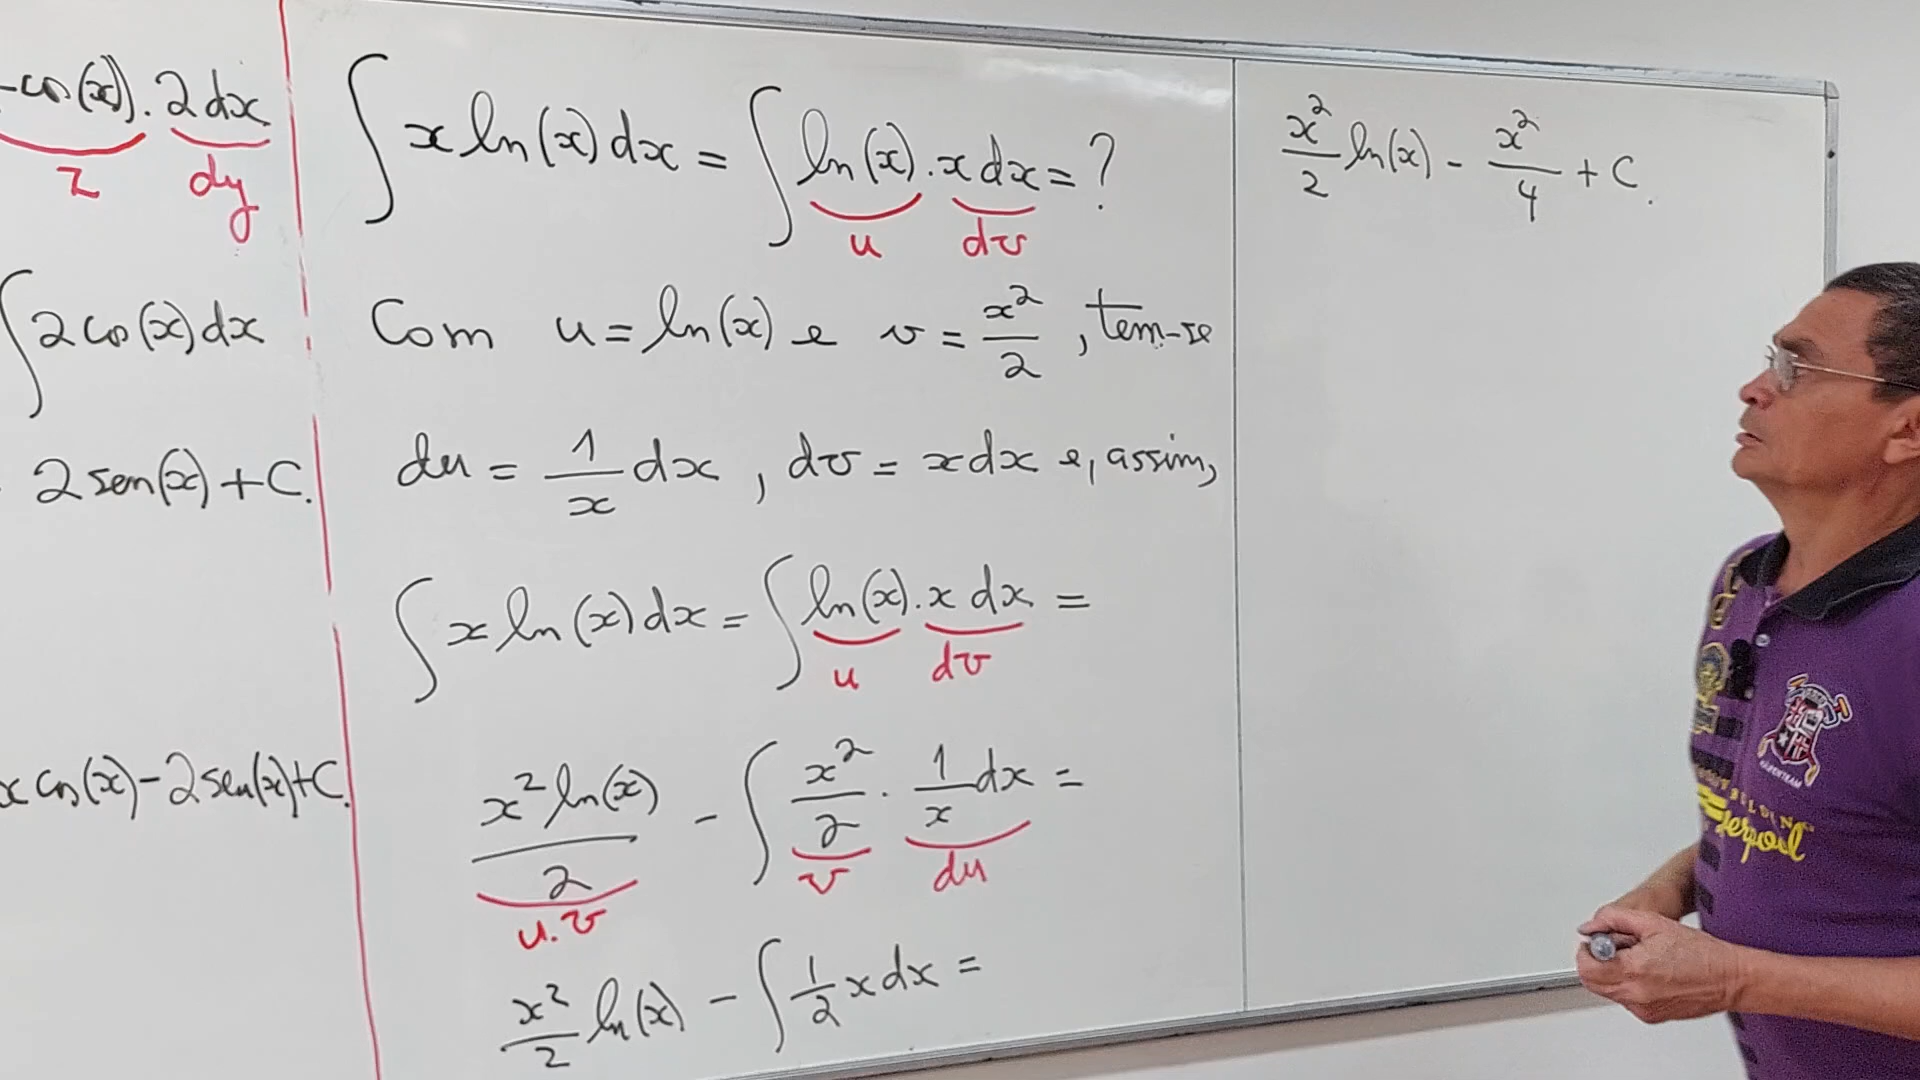 -cos(x)). 2dx
z dy
∫2cos(x)dx
2sen(x)+C.
x cos(x)-2sen(x)+C.
∫x ln(x)dx = ∫ln(x).x dx = ?
u dv
Com u = ln(x) e v = x²/2, tem-se
du = 1/x dx, dv = x dx e, assim,
∫x ln(x)dx = ∫ln(x).x dx =
u dv
x² ln(x)/2 - ∫x²/2 . 1/x dx =
u.v v du
x²/2 ln(x) - ∫1/2 x dx =
x²/2 ln(x) - x²/4 + C.